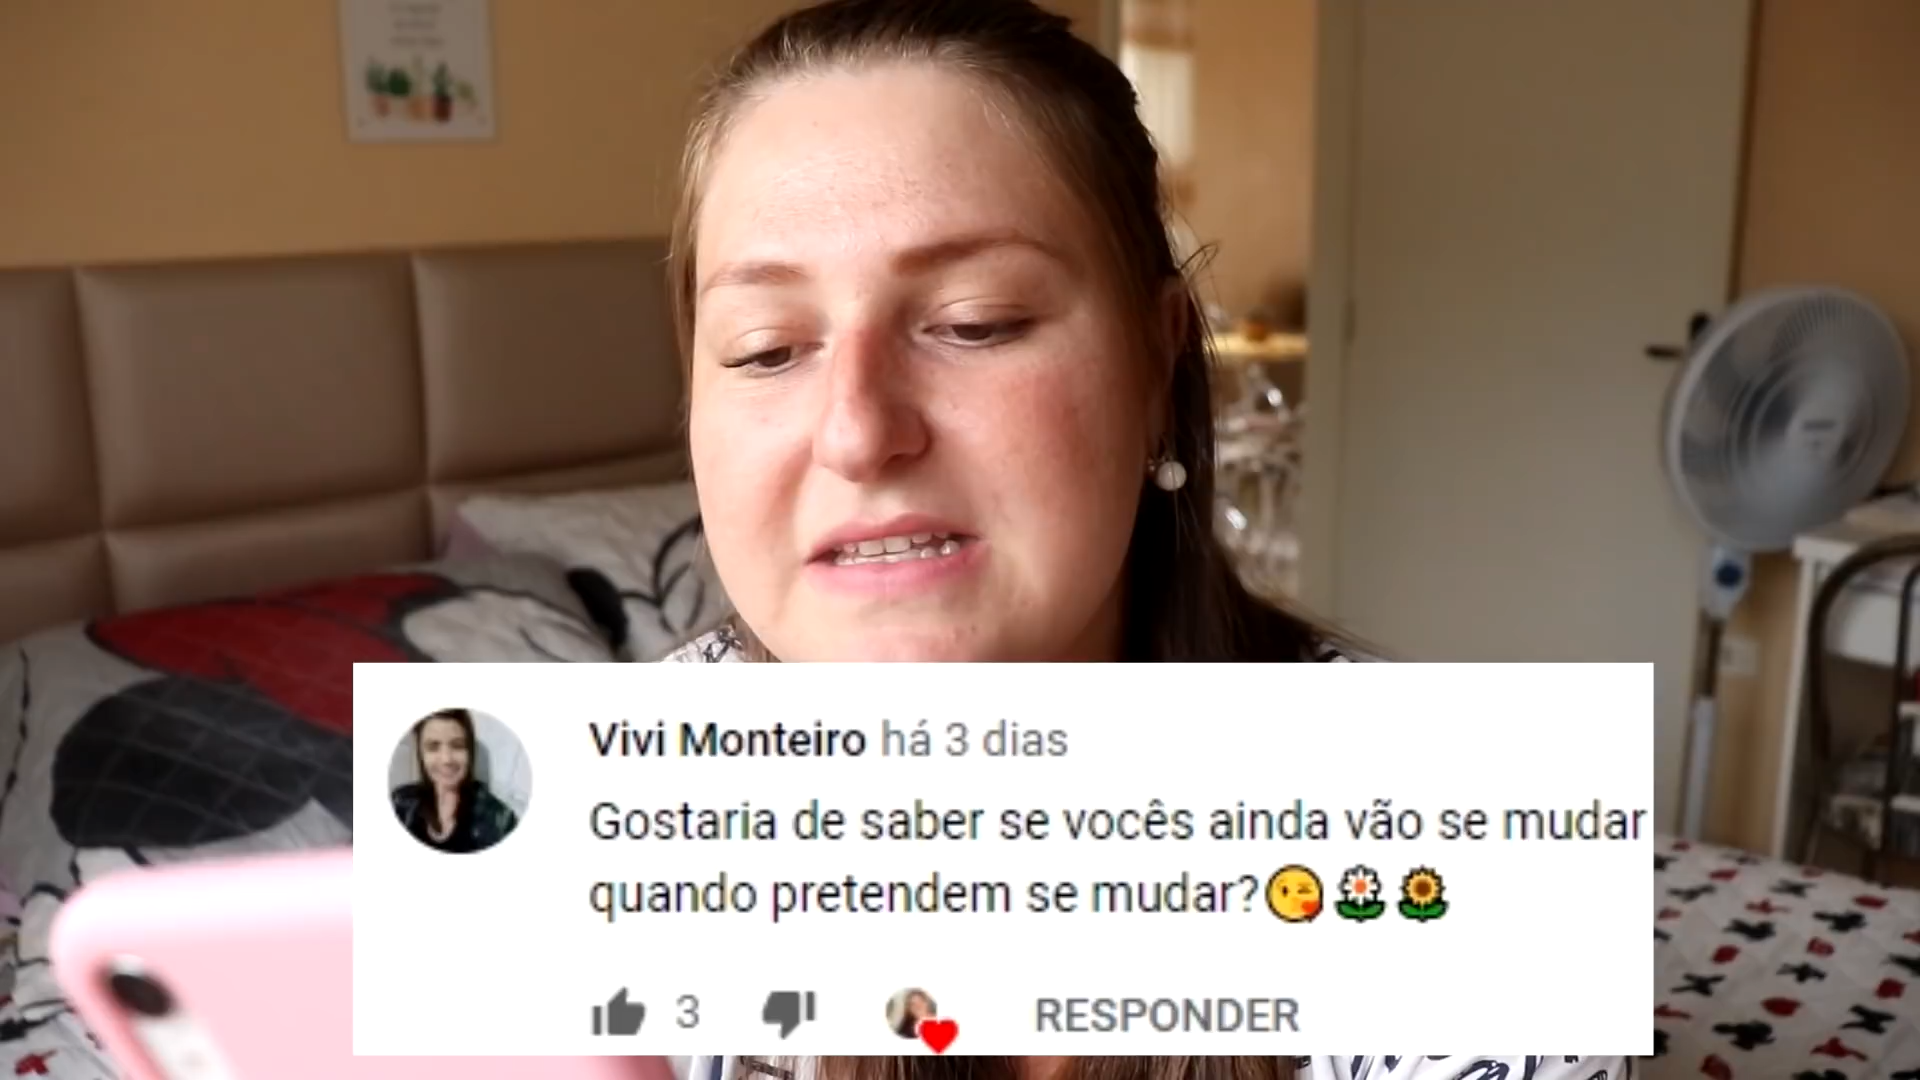 Vivi Monteiro há 3 dias
Gostaria de saber se vocês ainda vão se mudar
quando pretendem se mudar?😘🌼🌻
3 RESPONDER